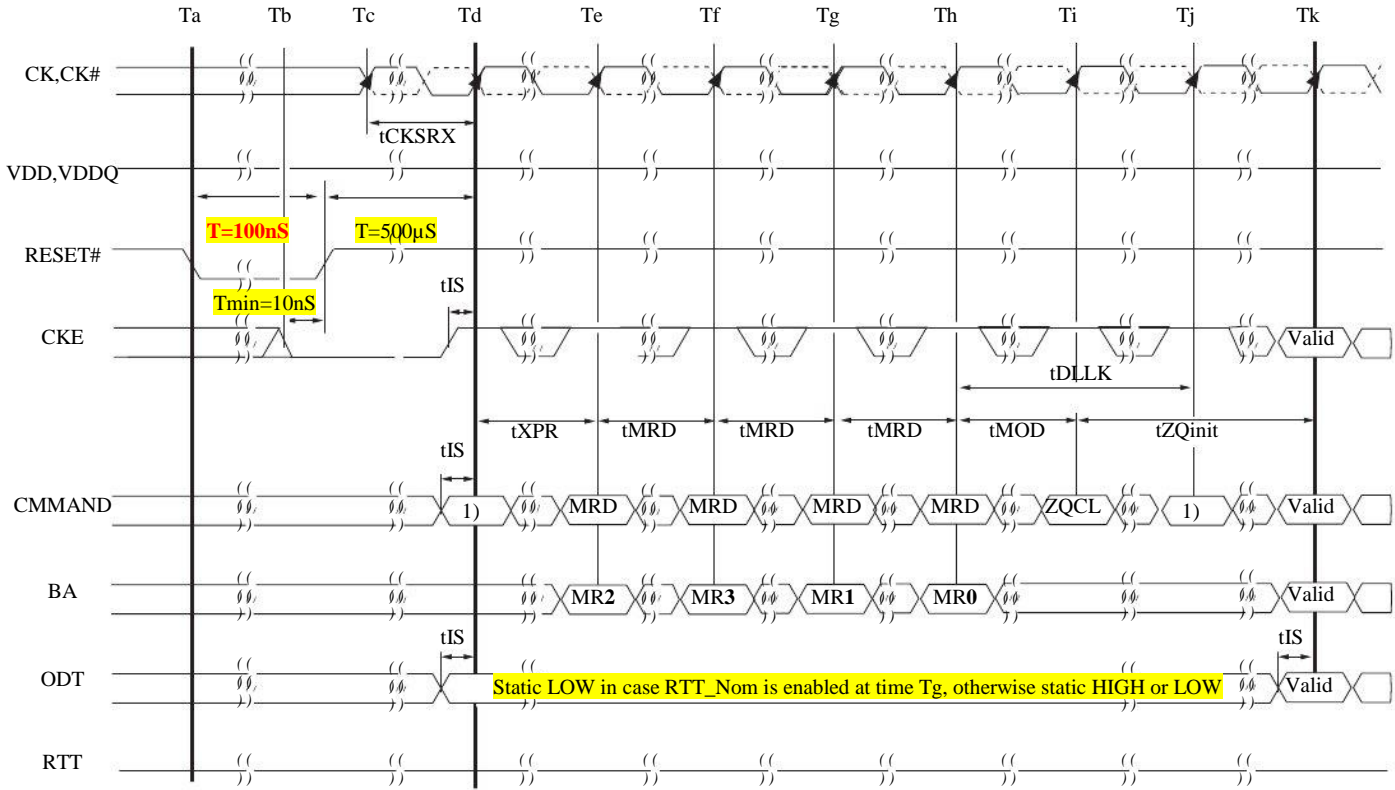 Ta Tb Tc Td Te Tf Tg Th Ti Tj Tk
CK,CK#
tCKSRX
VDD,VDDQ
T=100nS T=500µS
RESET#
Tmin=10nS tIS
CKE Valid
tDLLK
tXPR tMRD tMRD tMRD tMOD tZQinit
tIS
CMMAND 1) MRD MRD MRD MRD ZQCL 1) Valid
BA MR2 MR3 MR1 MR0 Valid
tIS tIS
ODT Static LOW in case RTT_Nom is enabled at time Tg, otherwise static HIGH or LOW Valid
RTT